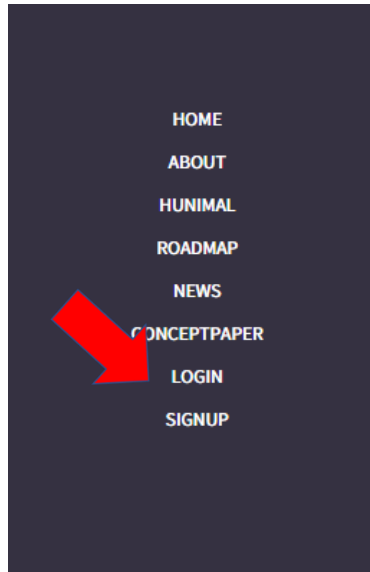 HOME
ABOUT
HUNIMAL
ROADMAP
NEWS
CONCEPTPAPER
LOGIN
SIGNUP